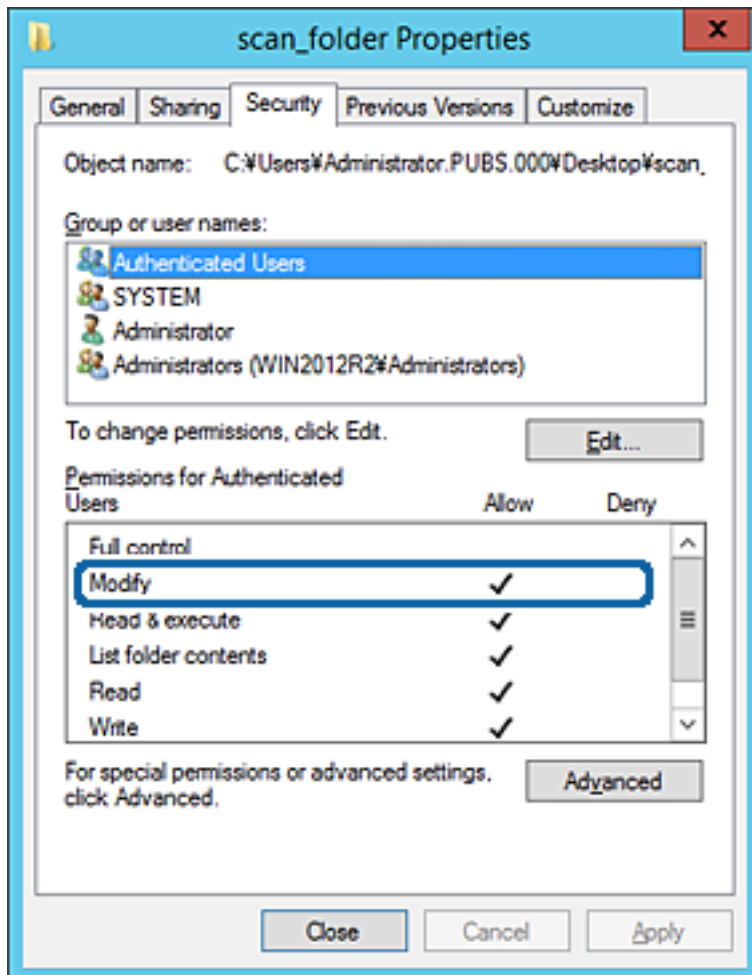 scan_folder Properties
General Sharing Security Previous Versions Customize
Object name: C:¥Users¥Administrator.PUBS.000¥Desktop¥scan_
Group or user names:
Authenticated Users
SYSTEM
Administrator
Administrators (WIN2012R2¥Administrators)
To change permissions, click Edit.
Edit...
Permissions for Authenticated
Users Allow Deny
Full control
Modify
Read & execute
List folder contents
Read
Write
For special permissions or advanced settings,
click Advanced.
Advanced
Close Cancel Apply